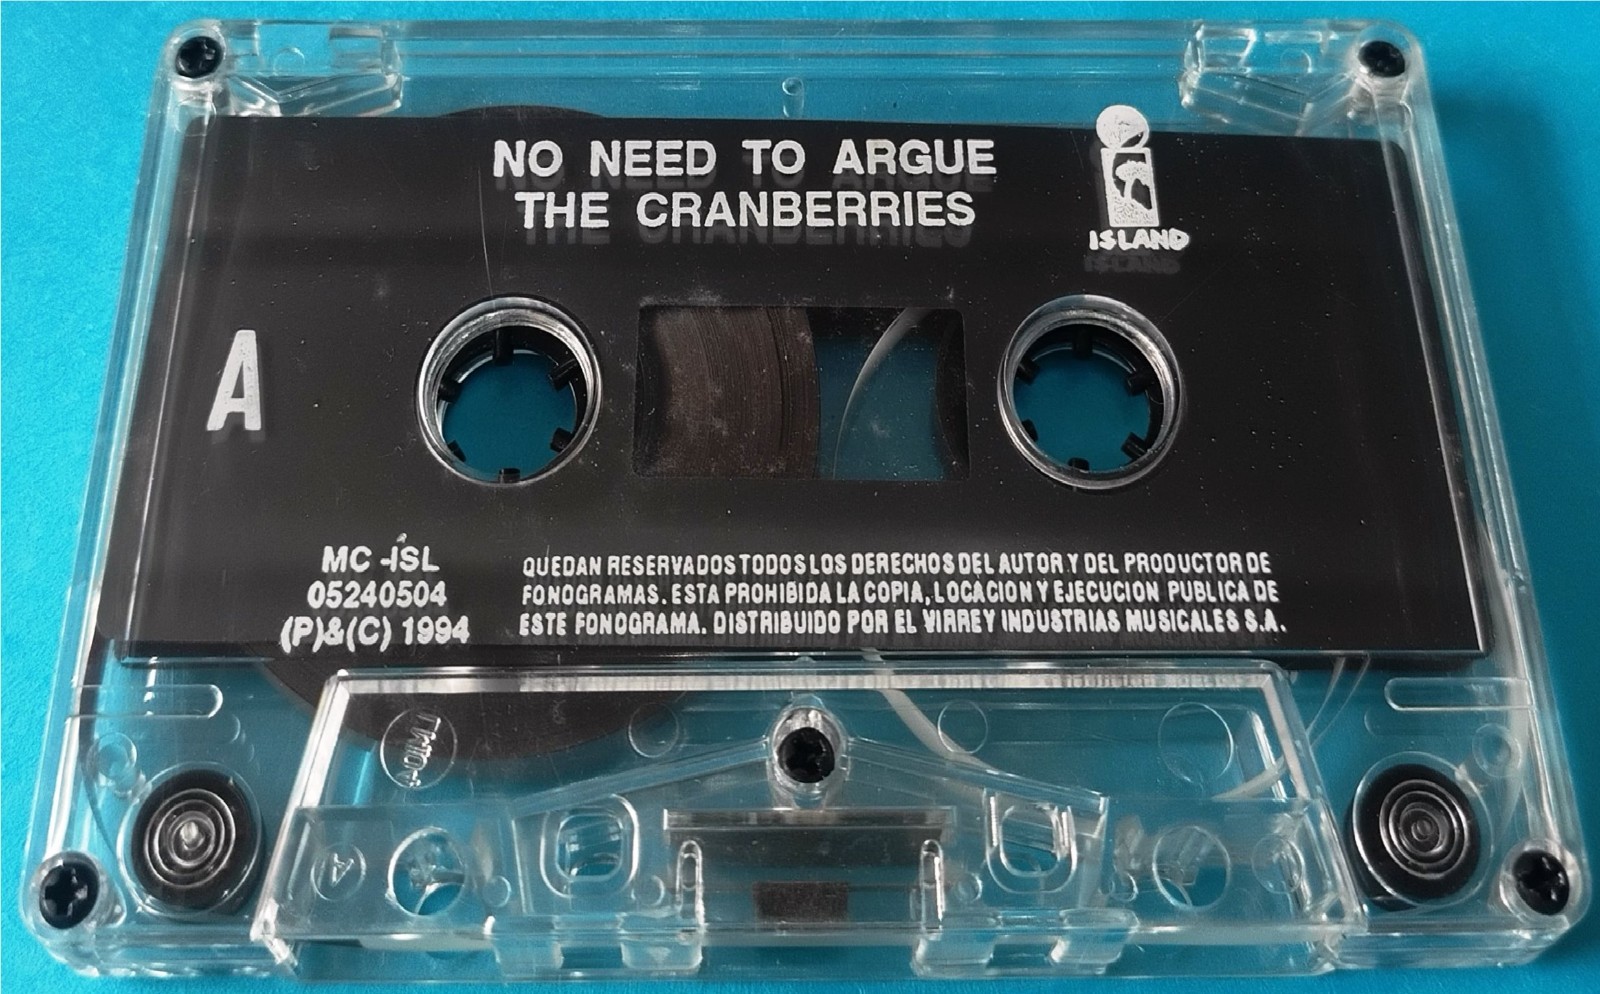 NO NEED TO ARGUE
THE CRANBERRIES
ISLAND
A
MC -ISL
05240504
(P)&(C) 1994
QUEDAN RESERVADOS TODOS LOS DERECHOS DEL AUTOR Y DEL PRODUCTOR DE
FONOGRAMAS. ESTA PROHIBIDA LA COPIA, LOCACION Y EJECUCION PUBLICA DE
ESTE FONOGRAMA. DISTRIBUIDO POR EL VIRREY INDUSTRIAS MUSICALES S.A.
A